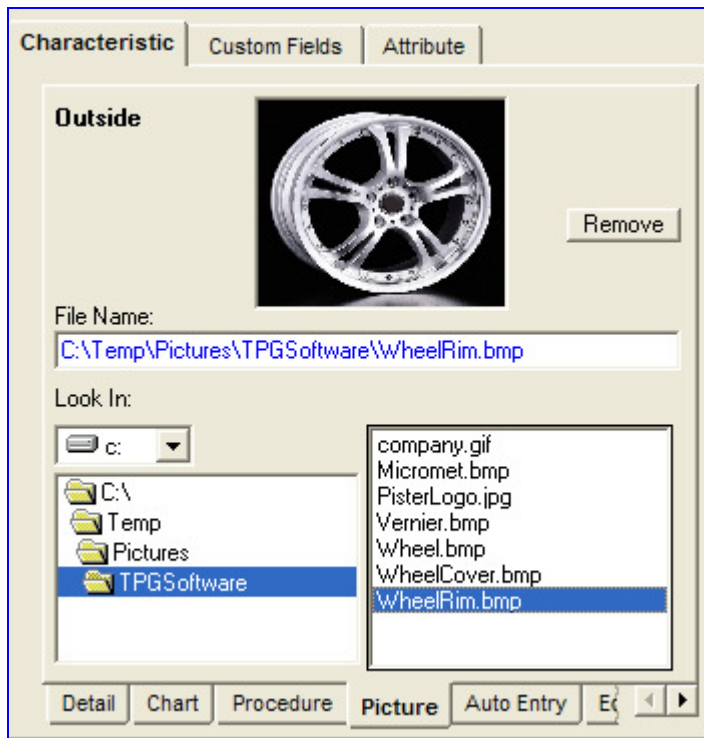 Characteristic
Custom Fields
Attribute
Outside
Remove
File Name:
C:\Temp\Pictures\TPGSoftware\WheelRim.bmp
Look In:
c:
C:\
Temp
Pictures
TPGSoftware
company.gif
Micromet.bmp
PisterLogo.jpg
Vernier.bmp
Wheel.bmp
WheelCover.bmp
WheelRim.bmp
Detail
Chart
Procedure
Picture
Auto Entry